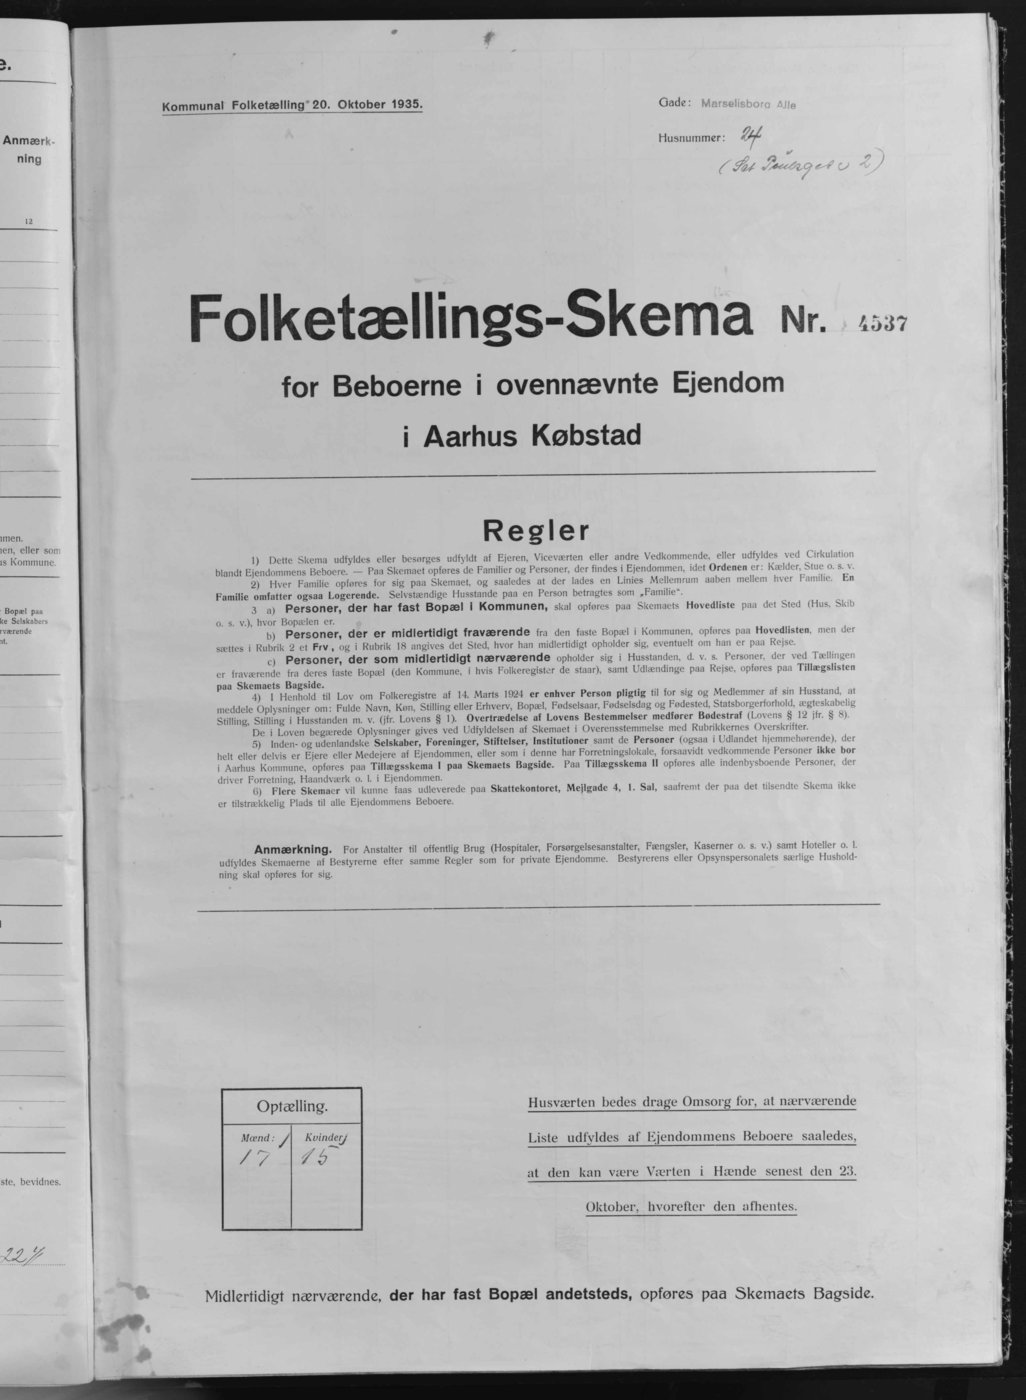 e.
Anmærk-
ning
12
mmen.
nen, eller som
as Kommune.
r Bopæl paa
ke Selskabers
rværende
nt.
ste, bevidnes.
Kommunal Folketælling 20. Oktober 1935.
Gade: Marselisborg Alle
Husnummer: 24
2)
Folketællings-Skema Nr. 4537
for Beboerne i ovennævnte Ejendom
i Aarhus Købstad
Regler
1) Dette Skema udfyldes eller besørges udfyldt af Ejeren, Viceværten eller andre Vedkommende, eller udfyldes ved Cirkulation
blandt Ejendommens Beboere. — Paa Skemaet opføres de Familier og Personer, der findes i Ejendommen, idet Ordenen er: Kælder, Stue o. s. v.
2) Hver Familie opføres for sig paa Skemaet, og saaledes at der lades en Linies Mellemrum aaben mellem hver Familie. En
Familie omfatter ogsaa Logerende. Selvstændige Husstande paa en Person betragtes som „Familie“.
3 a) Personer, der har fast Bopæl i Kommunen, skal opføres paa Skemaets Hovedliste paa det Sted (Hus, Skib
o. s. v.), hvor Bopælen er.
b) Personer, der er midlertidigt fraværende fra den faste Bopæl i Kommunen, opføres paa Hovedlisten, men der
sættes i Rubrik 2 et Frv., og i Rubrik 18 angives det Sted, hvor han midlertidigt opholder sig, eventuelt om han er paa Rejse.
c) Personer, der som midlertidigt nærværende opholder sig i Husstanden, d. v. s. Personer, der ved Tællingen
er fraværende fra deres faste Bopæl (den Kommune, i hvis Folkeregister de staar), samt Udlændinge paa Rejse, opføres paa Tillægslisten
paa Skemaets Bagside.
4) I Henhold til Lov om Folkeregistre af 14. Marts 1924 er enhver Person pligtig til for sig og Medlemmer af sin Husstand, at
meddele Oplysninger om: Fulde Navn, Køn, Stilling eller Erhverv, Bopæl, Fødselsaar, Fødselsdag og Fødested, Statsborgerforhold, ægteskabelig
Stilling, Stilling i Husstanden m. v. (jfr. Lovens § 1). Overtrædelse af Lovens Bestemmelser medfører Bødestraf (Lovens § 12 jfr. § 8).
De i Loven begærede Oplysninger gives ved Udfyldelsen af Skemaet i Overensstemmelse med Rubrikkernes Overskrifter.
5) Inden- og udenlandske Selskaber, Foreninger, Stiftelser, Institutioner samt de Personer (ogsaa i Udlandet hjemmehørende), der
helt eller delvis er Ejere eller Medejere af Ejendommen, eller som i denne har Forretningslokale, forsaavidt vedkommende Personer ikke bor
i Aarhus Kommune, opføres paa Tillægsskema I paa Skemaets Bagside. Paa Tillægsskema II opføres alle indenbysboende Personer, der
driver Forretning, Haandværk o. l. i Ejendommen.
6) Flere Skemaer vil kunne faas udleverede paa Skattekontoret, Mejlgade 4, 1. Sal, saafremt der paa det tilsendte Skema ikke
er tilstrækkelig Plads til alle Ejendommens Beboere.
Anmærkning. For Anstalter til offentlig Brug (Hospitaler, Forsørgelsesanstalter, Fængsler, Kaserner o. s. v.) samt Hoteller o. l.
udfyldes Skemaerne af Bestyrerne efter samme Regler som for private Ejendomme. Bestyrerens eller Opsynspersonalets særlige Hushold-
ning skal opføres for sig.
Optælling.
Mænd: Kvinder
17 15
Husværten bedes drage Omsorg for, at nærværende
Liste udfyldes af Ejendommens Beboere saaledes,
at den kan være Værten i Hænde senest den 23.
Oktober, hvorefter den afhentes.
Midlertidigt nærværende, der har fast Bopæl andetsteds, opføres paa Skemaets Bagside.